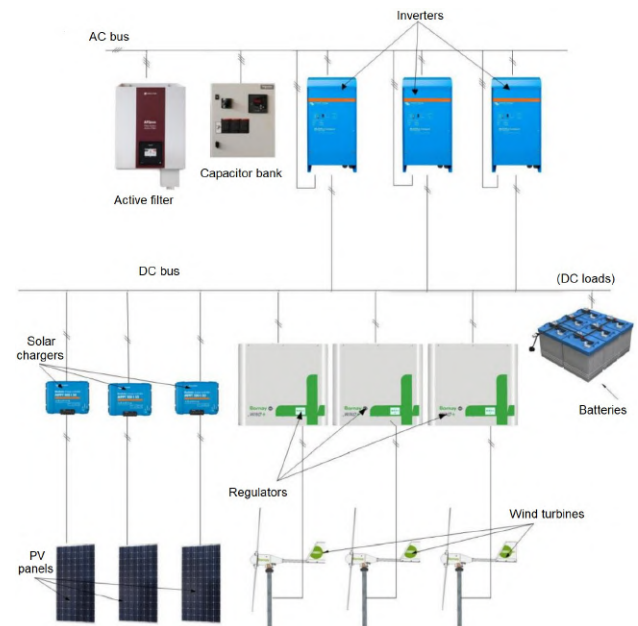 Inverters
AC bus
Active filter
Capacitor bank
DC bus
(DC loads)
Solar
chargers
Batteries
Regulators
Wind turbines
PV
panels